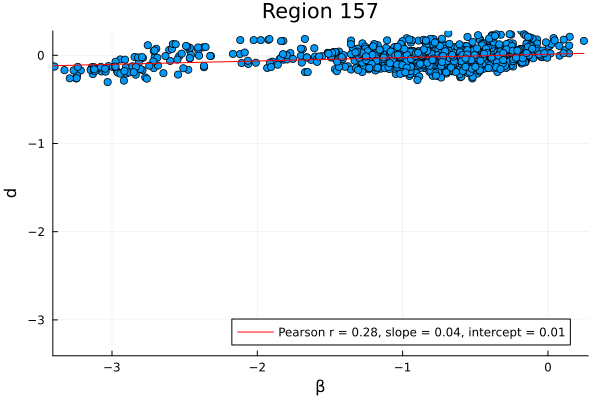 Region 157
0
−1
−2
−3
d
−3
−2
−1
0
β
Pearson r = 0.28, slope = 0.04, intercept = 0.01